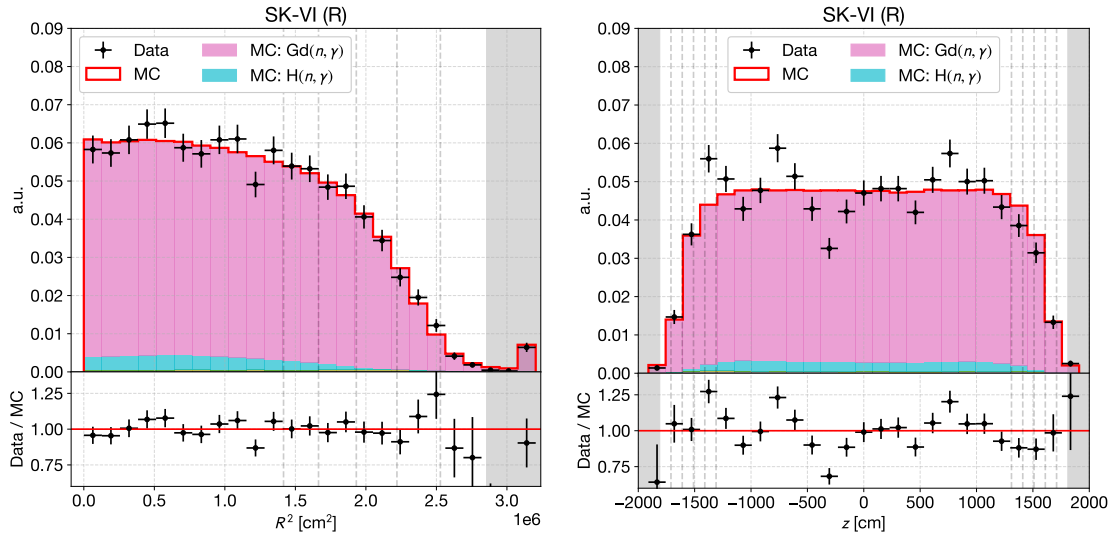 SK-VI (R)
Data
MC
MC: Gd(n, γ)
MC: H(n, γ)
a.u.
0.09
0.08
0.07
0.06
0.05
0.04
0.03
0.02
0.01
0.00
Data / MC
1.25
1.00
0.75
0.0
0.5
1.0
1.5
2.0
2.5
3.0
1e6
R² [cm²]
SK-VI (R)
Data
MC
MC: Gd(n, γ)
MC: H(n, γ)
a.u.
0.09
0.08
0.07
0.06
0.05
0.04
0.03
0.02
0.01
0.00
Data / MC
1.25
1.00
0.75
−2000
−1500
−1000
−500
0
500
1000
1500
2000
z [cm]